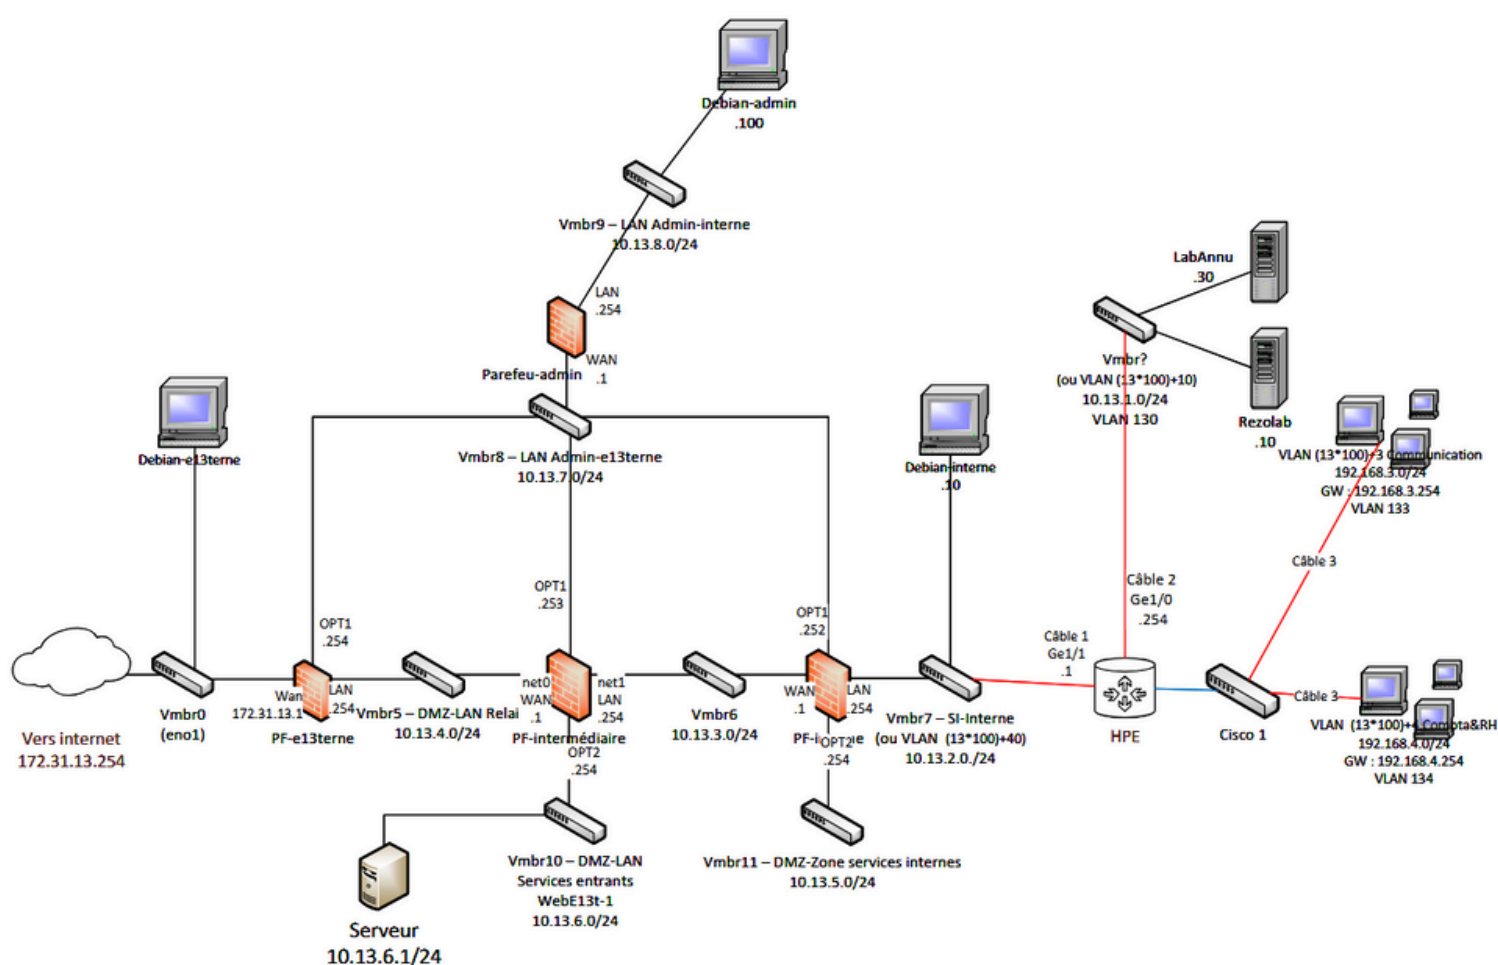 Debian-admin
.100
Vmbr9 – LAN Admin-interne
10.13.8.0/24
LAN
.254
WAN
.1
Parefeu-admin
Vmbr8 – LAN Admin-e13terne
10.13.7.0/24
Debian-e13terne
Debian-interne
.10
LabAnnu
.30
Vmbr?
(ou VLAN (13*100)+10)
10.13.1.0/24
VLAN 130
Rezolab
.10
VLAN (13*100)+3 Communication
192.168.3.0/24
GW : 192.168.3.254
VLAN 133
Câble 3
Câble 2
Ge1/0
.254
Câble 1
Ge1/1
.1
OPT1
.254
OPT1
.253
OPT1
.252
Vers internet
172.31.13.254
Vmbr0
(eno1)
Wan
172.31.13.1
LAN
.254
PF-e13terne
Vmbr5 – DMZ-LAN Relai
10.13.4.0/24
net0
WAN
.1
net1
LAN
.254
PF-intermédiaire
OPT2
.254
Vmbr6
10.13.3.0/24
WAN
.1
LAN
.254
OPT2
.254
Vmbr7 – SI-Interne
(ou VLAN (13*100)+40)
10.13.2.0./24
HPE
Cisco 1
Câble 3
VLAN (13*100)+4 Compta&RH
192.168.4.0/24
GW : 192.168.4.254
VLAN 134
Vmbr10 – DMZ-LAN
Services entrants
WebE13t-1
10.13.6.0/24
Vmbr11 – DMZ-Zone services internes
10.13.5.0/24
Serveur
10.13.6.1/24